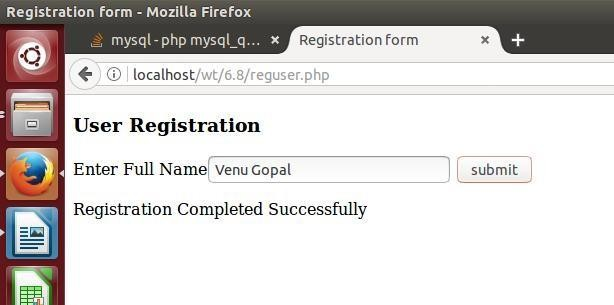 Registration form - Mozilla Firefox
mysql - php mysql_q... Registration form
localhost/wt/6.8/reguser.php
User Registration
Enter Full Name Venu Gopal submit
Registration Completed Successfully